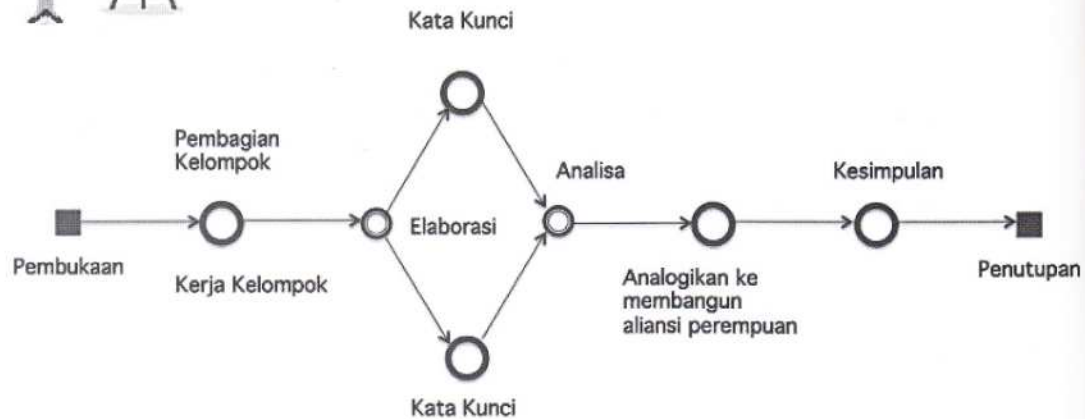 Kata Kunci
Pembagian
Kelompok
Analisa
Kesimpulan
Elaborasi
Pembukaan
Kerja Kelompok
Analogikan ke
membangun
aliansi perempuan
Penutupan
Kata Kunci